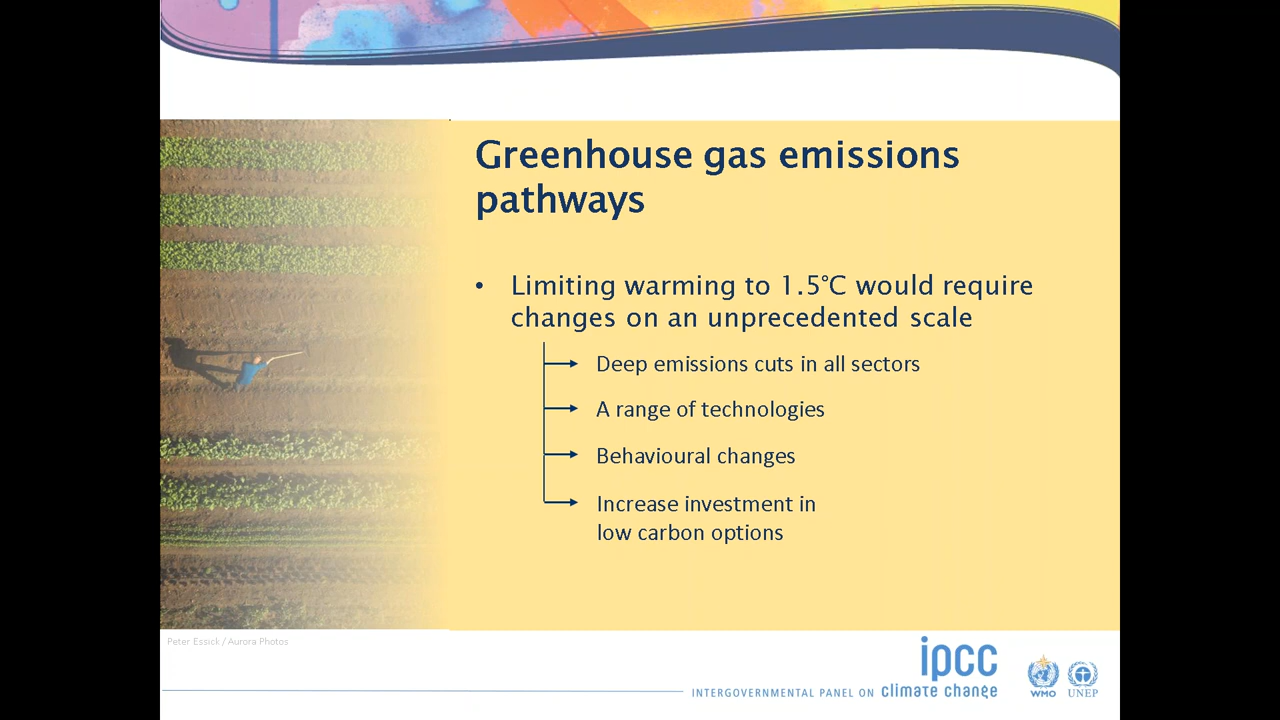 Greenhouse gas emissions
pathways
• Limiting warming to 1.5°C would require
changes on an unprecedented scale
Deep emissions cuts in all sectors
A range of technologies
Behavioural changes
Increase investment in
low carbon options
Peter Essick / Aurora Photos
ipcc
INTERGOVERNMENTAL PANEL ON climate change
WMO
UNEP